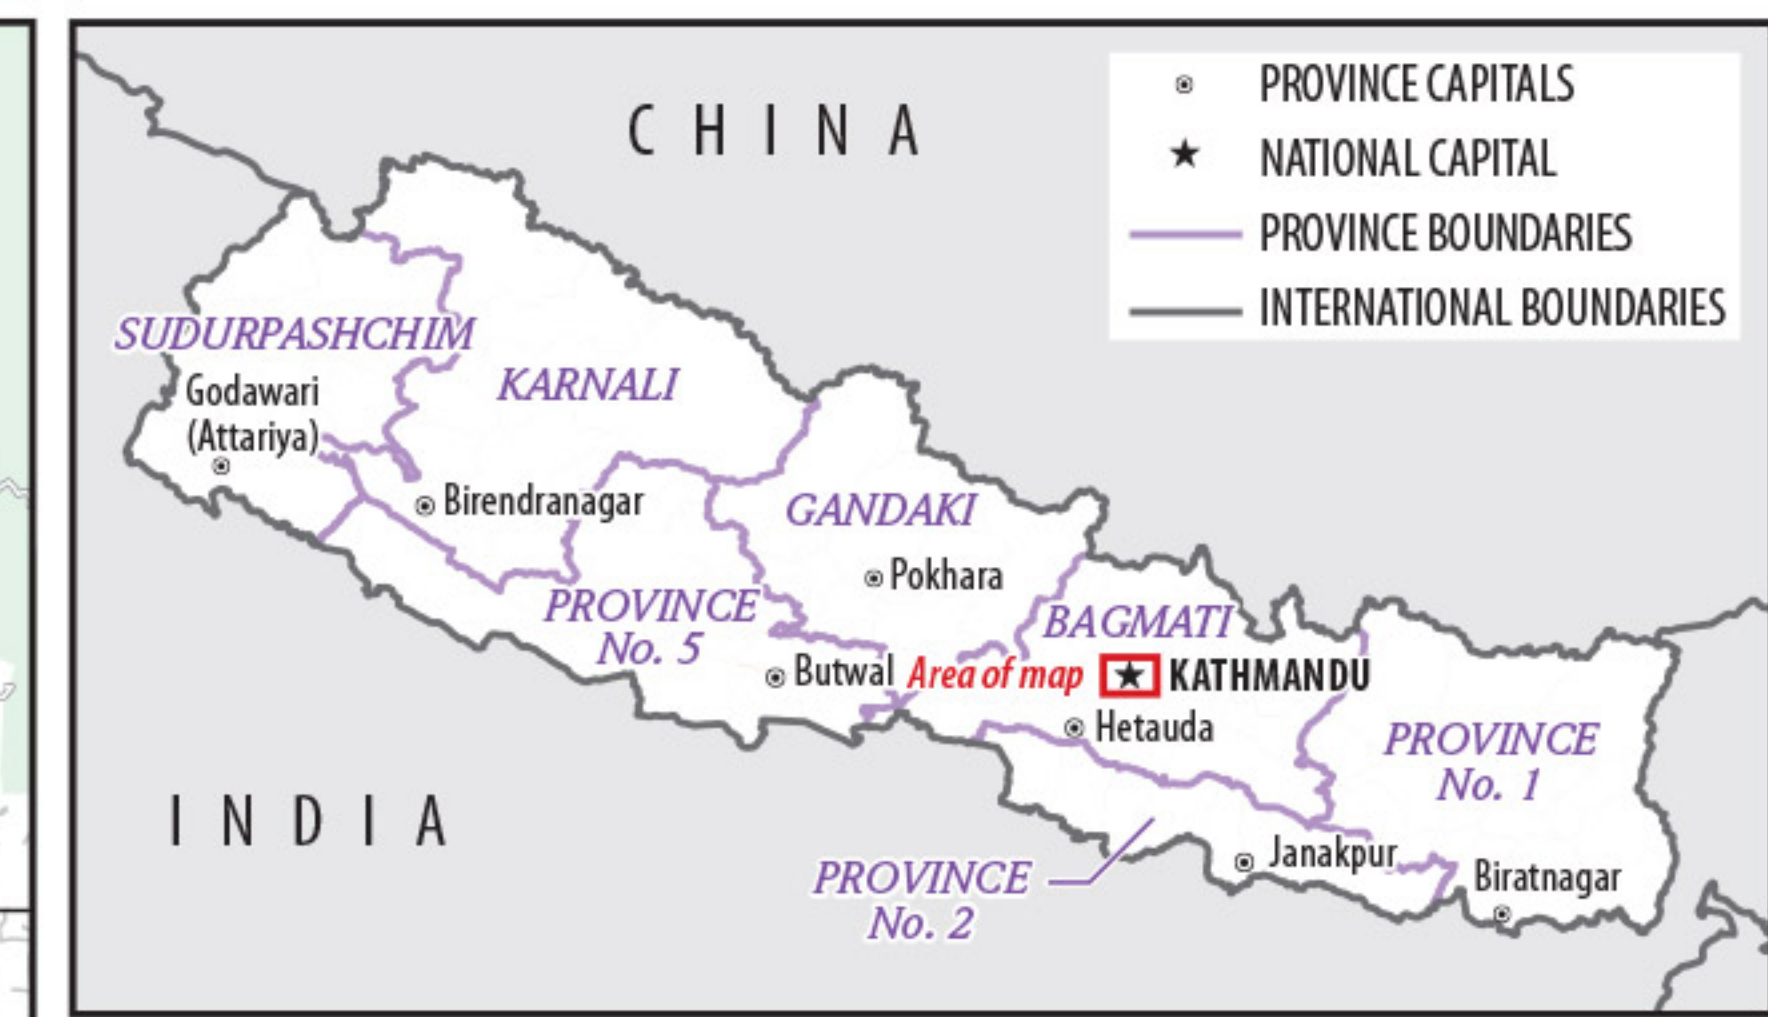 CHINA
PROVINCE CAPITALS
NATIONAL CAPITAL
PROVINCE BOUNDARIES
INTERNATIONAL BOUNDARIES
SUDURPASHCHIM
Godawari
(Attariya)
KARNALI
Birendranagar
GANDAKI
Pokhara
PROVINCE
No. 5
Butwal
BAGMATI
Area of map
KATHMANDU
Hetauda
PROVINCE
No. 1
INDIA
PROVINCE
No. 2
Janakpur
Biratnagar